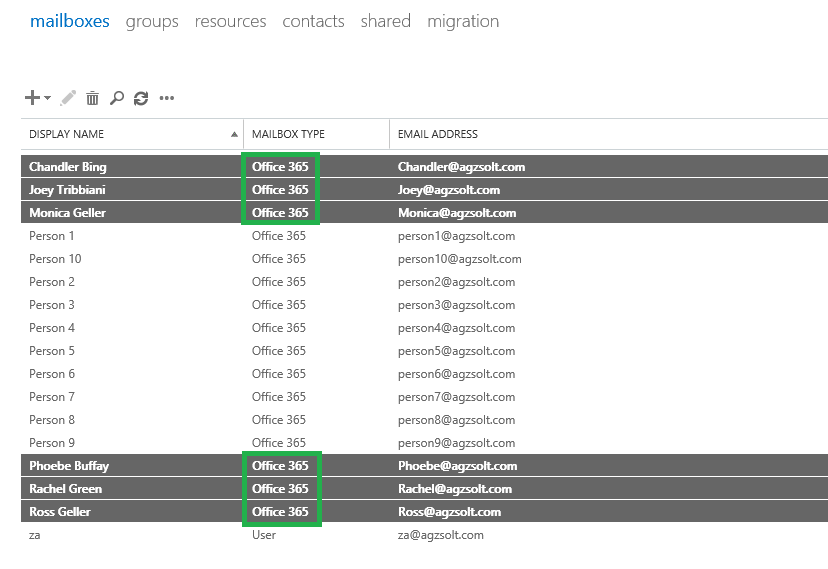 mailboxes groups resources contacts shared migration
DISPLAY NAME MAILBOX TYPE EMAIL ADDRESS
Chandler Bing Office 365 Chandler@agzsolt.com
Joey Tribbiani Office 365 Joey@agzsolt.com
Monica Geller Office 365 Monica@agzsolt.com
Person 1 Office 365 person1@agzsolt.com
Person 10 Office 365 person10@agzsolt.com
Person 2 Office 365 person2@agzsolt.com
Person 3 Office 365 person3@agzsolt.com
Person 4 Office 365 person4@agzsolt.com
Person 5 Office 365 person5@agzsolt.com
Person 6 Office 365 person6@agzsolt.com
Person 7 Office 365 person7@agzsolt.com
Person 8 Office 365 person8@agzsolt.com
Person 9 Office 365 person9@agzsolt.com
Phoebe Buffay Office 365 Phoebe@agzsolt.com
Rachel Green Office 365 Rachel@agzsolt.com
Ross Geller Office 365 Ross@agzsolt.com
za User za@agzsolt.com